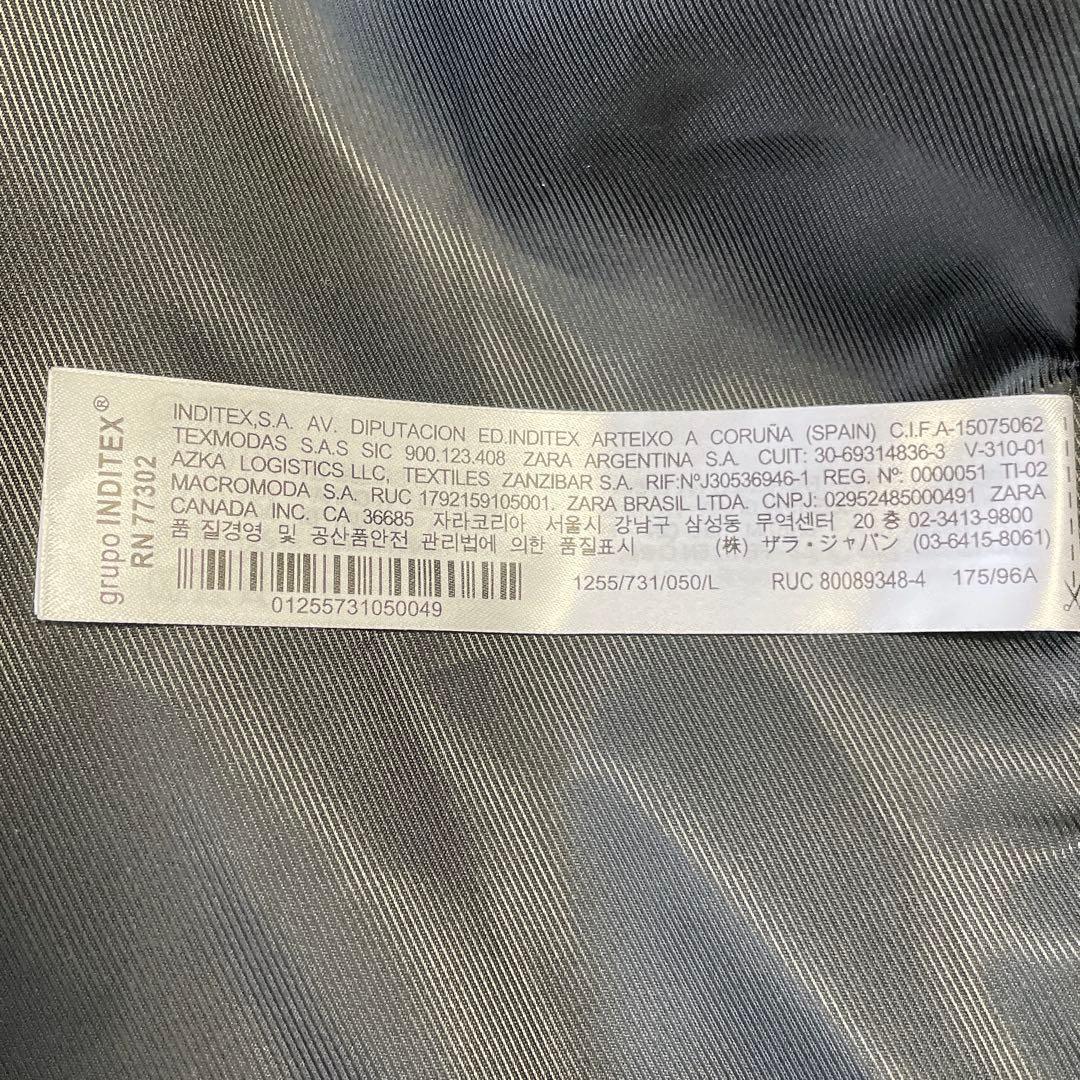 grupo INDITEX®
RN 77302
INDITEX,S.A. AV. DIPUTACION ED.INDITEX ARTEIXO A CORUÑA (SPAIN) C.I.F.A-15075062
TEXMODAS S.A.S SIC 900.123.408 ZARA ARGENTINA S.A. CUIT: 30-69314836-3 V-310-01
AZKA LOGISTICS LLC, TEXTILES ZANZIBAR S.A. RIF:NºJ30536946-1 REG. Nº: 0000051 TI-02
MACROMODA S.A. RUC 1792159105001. ZARA BRASIL LTDA. CNPJ: 02952485000491 ZARA
CANADA INC. CA 36685 자라코리아 서울시 강남구 삼성동 무역센터 20 층 02-3413-9800
품 질경영 및 공산품안전 관리법에 의한 품질표시 (株) ザラ・ジャパン (03-6415-8061)
01255731050049
1255/731/050/L RUC 80089348-4 175/96A